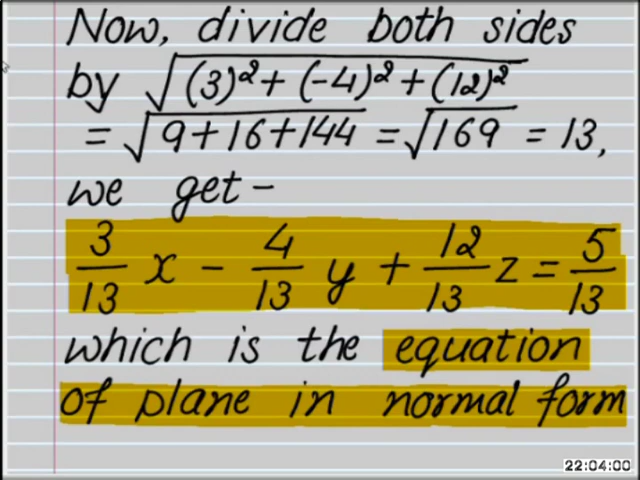 Now, divide both sides
by √(3)²+(-4)²+(12)²
=√9+16+144 =√169 = 13,
we get-
3/13 x - 4/13 y + 12/13 z = 5/13
which is the equation
of plane in normal form
22:04:00